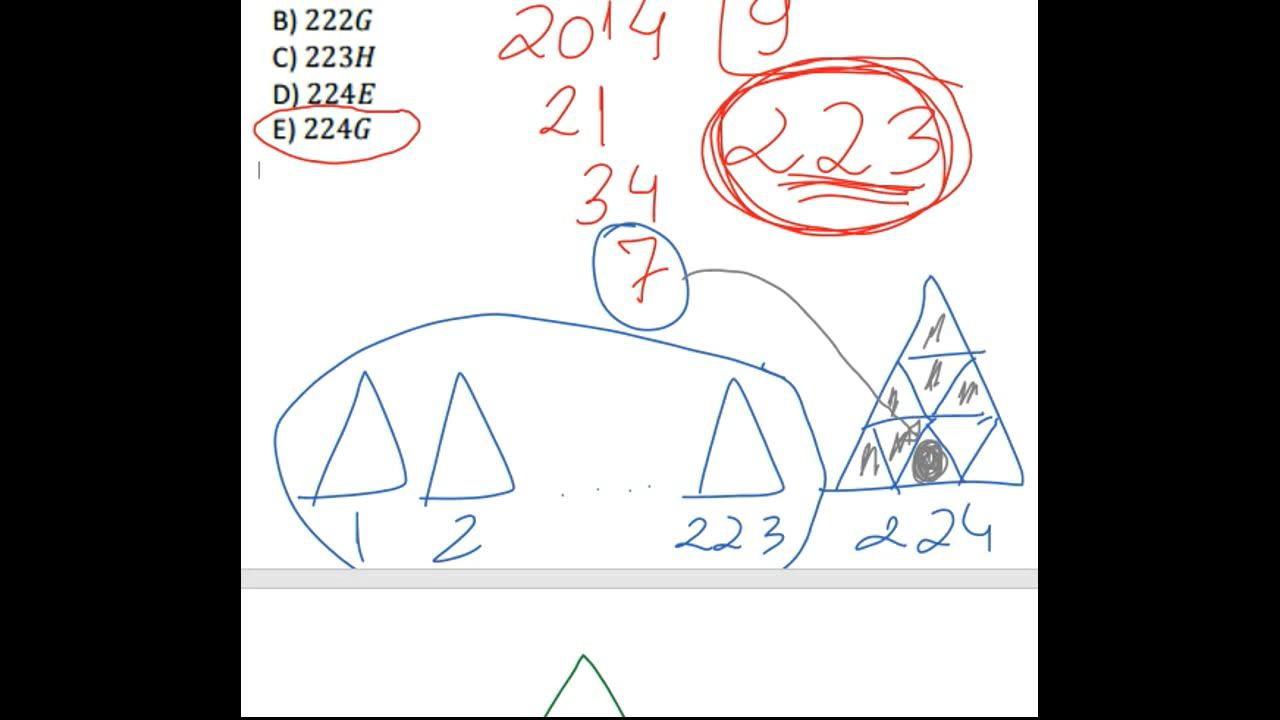 B) 222G
C) 223H
D) 224E
E) 224G
2014 9
21
223
34
7
1 2 . . . . 223 224